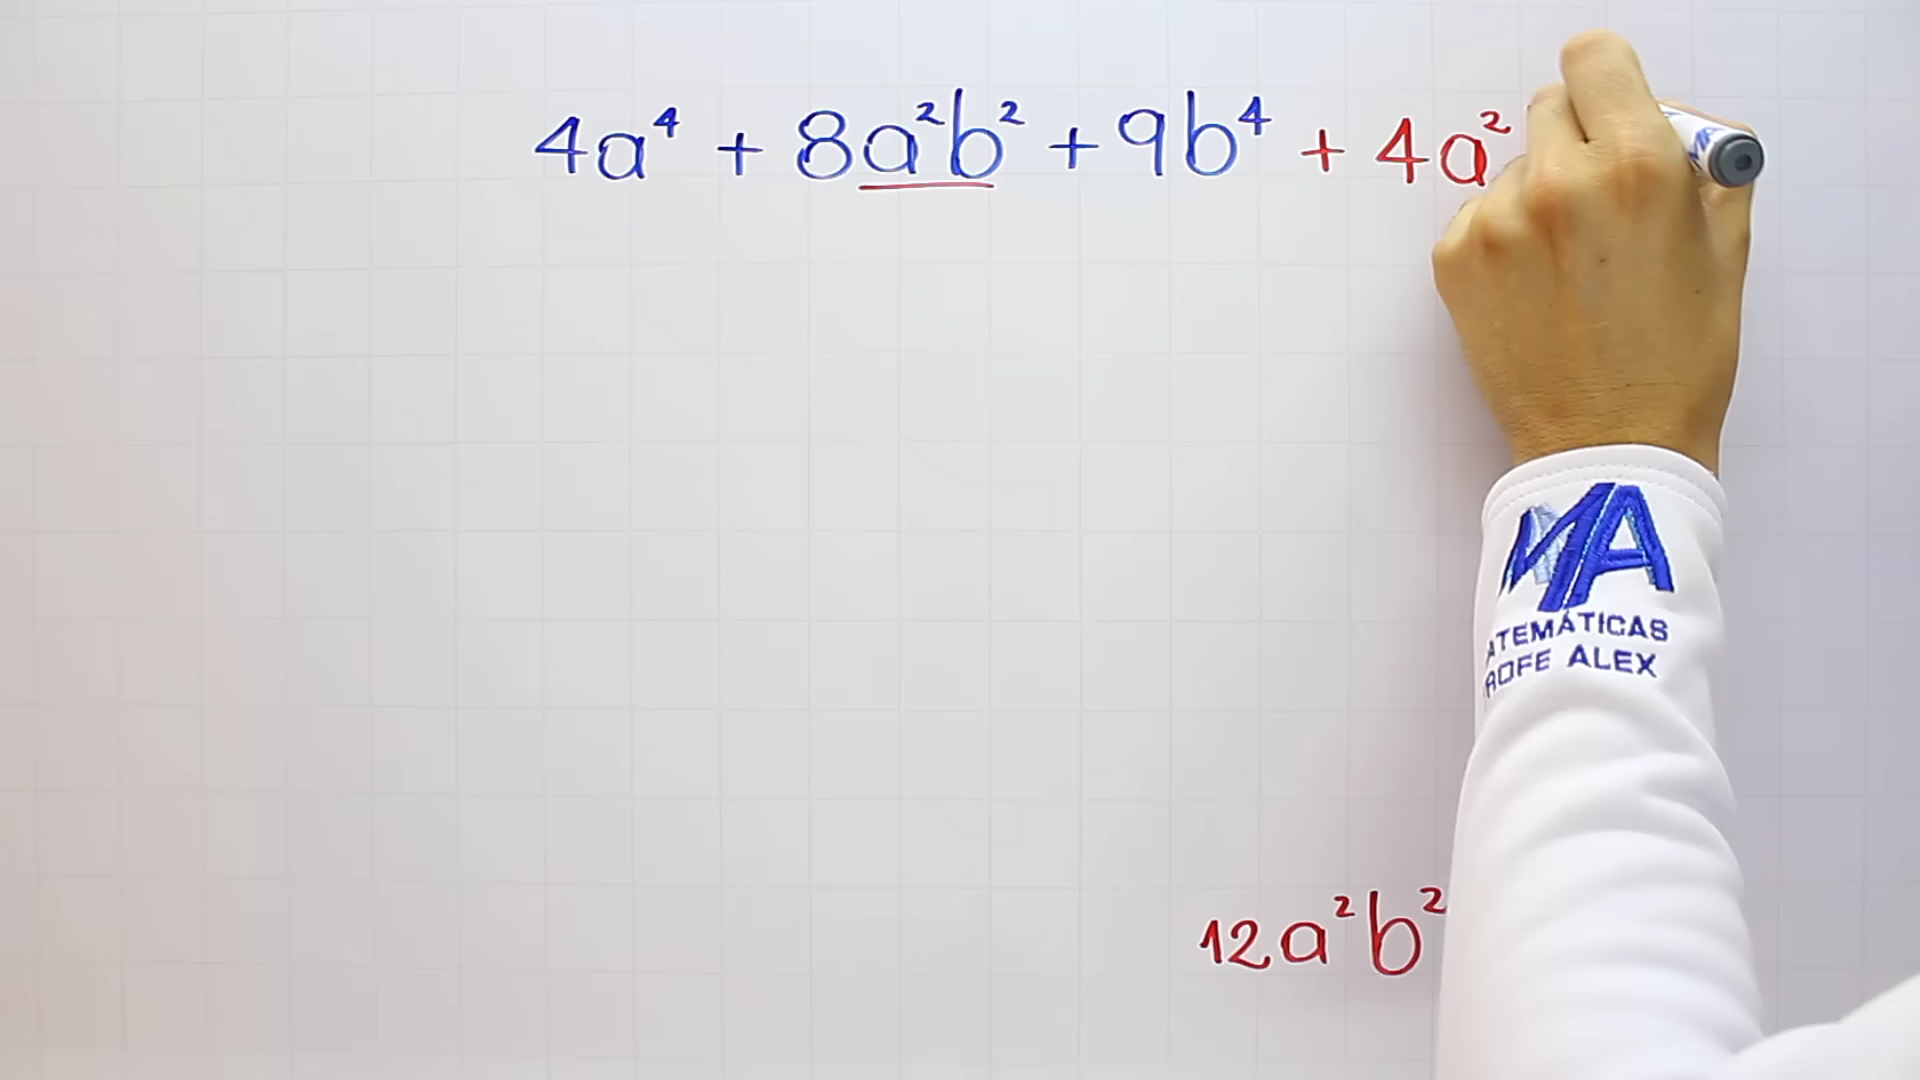 4a⁴ + 8a²b² + 9b⁴ + 4a²
MA
ATEMÁTICAS
ROFE ALEX
12a²b²